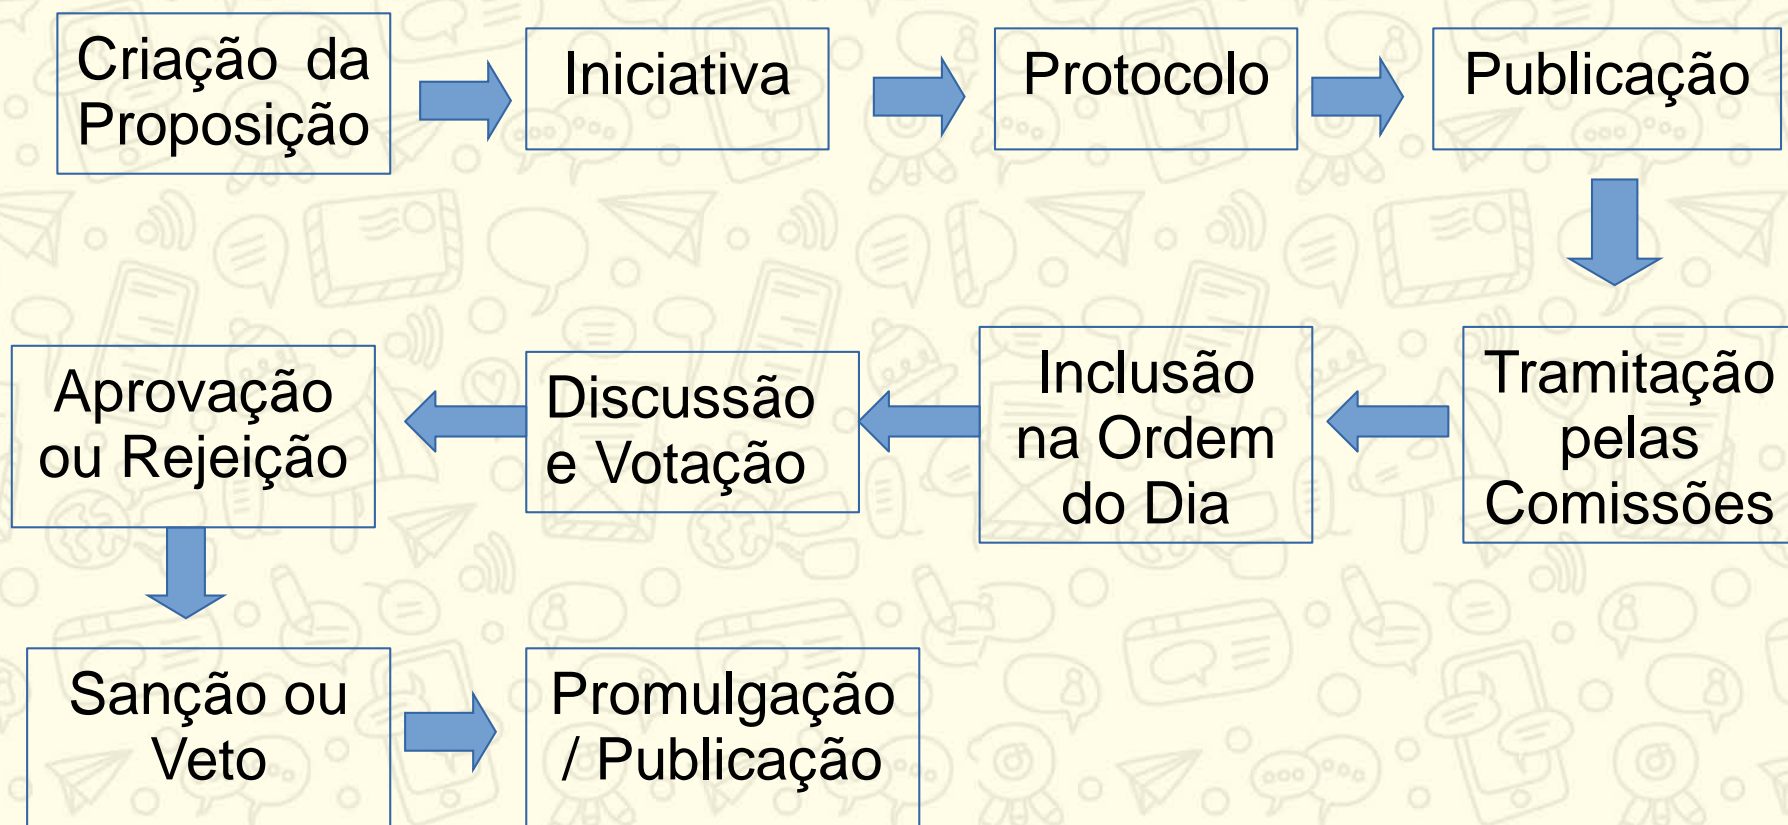 Criação da
Proposição
Iniciativa
Protocolo
Publicação
Tramitação
pelas
Comissões
Inclusão
na Ordem
do Dia
Discussão
e Votação
Aprovação
ou Rejeição
Sanção ou
Veto
Promulgação
/ Publicação